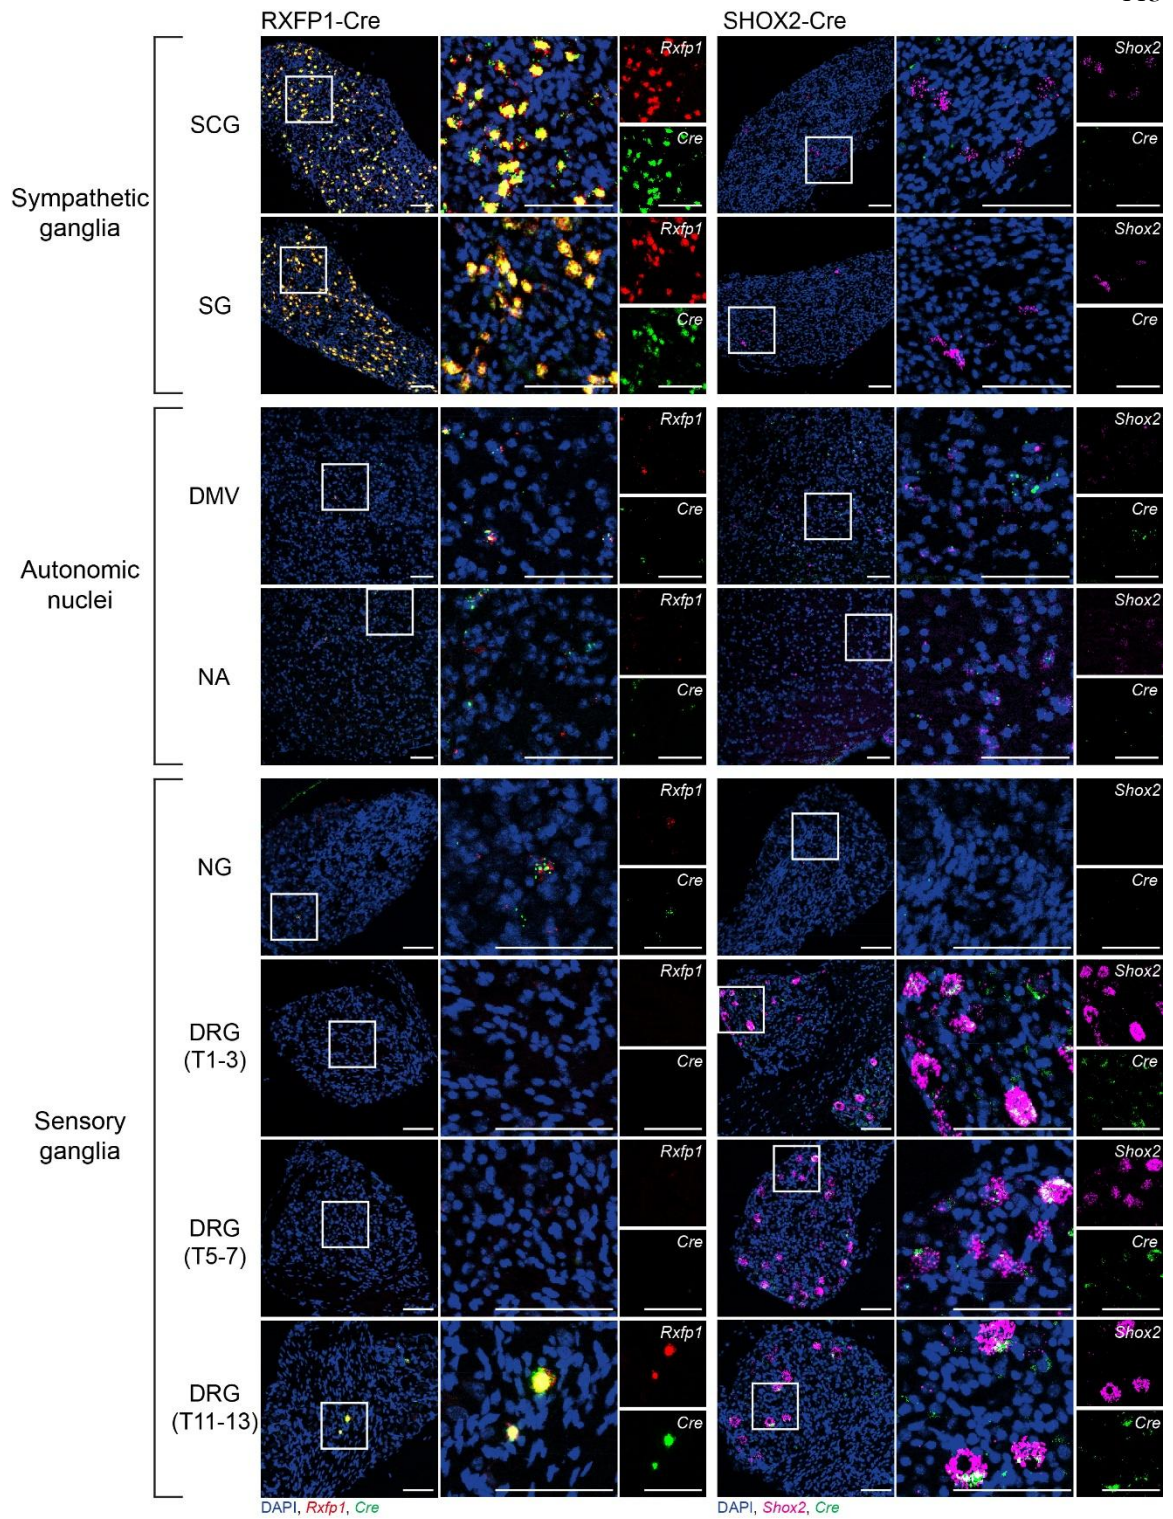 RXFP1-Cre
SHOX2-Cre
Sympathetic
ganglia
SCG
Rxfp1
Cre
Shox2
Cre
SG
Rxfp1
Cre
Shox2
Cre
Autonomic
nuclei
DMV
Rxfp1
Cre
Shox2
Cre
NA
Rxfp1
Cre
Shox2
Cre
Sensory
ganglia
NG
Rxfp1
Cre
Shox2
Cre
DRG
(T1-3)
Rxfp1
Cre
Shox2
Cre
DRG
(T5-7)
Rxfp1
Cre
Shox2
Cre
DRG
(T11-13)
Rxfp1
Cre
Shox2
Cre
DAPI, Rxfp1, Cre
DAPI, Shox2, Cre